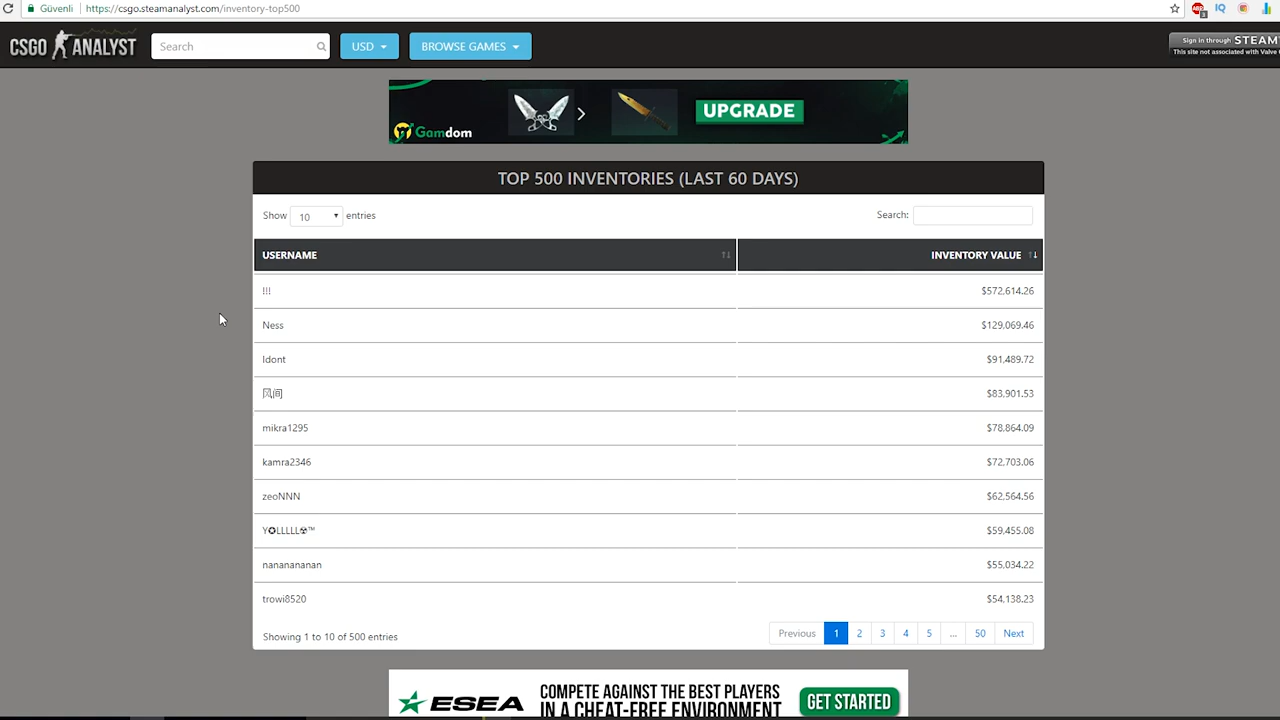 Güvenli https://csgo.steamanalyst.com/inventory-top500
CSGO ANALYST Search USD BROWSE GAMES
Sign in through STEAM
This site not associated with Valve
Gamdom UPGRADE
TOP 500 INVENTORIES (LAST 60 DAYS)
Show 10 entries Search:
USERNAME INVENTORY VALUE
!!! $572,614.26
Ness $129,069.46
Idont $91,489.72
风间 $83,901.53
mikra1295 $78,864.09
kamra2346 $72,703.06
zeoNNN $62,564.56
Y✪LLLLL☢™ $59,455.08
nanananan $55,034.22
trowi8520 $54,138.23
Showing 1 to 10 of 500 entries Previous 1 2 3 4 5 ... 50 Next
ESEA COMPETE AGAINST THE BEST PLAYERS
IN A CHEAT-FREE ENVIRONMENT GET STARTED